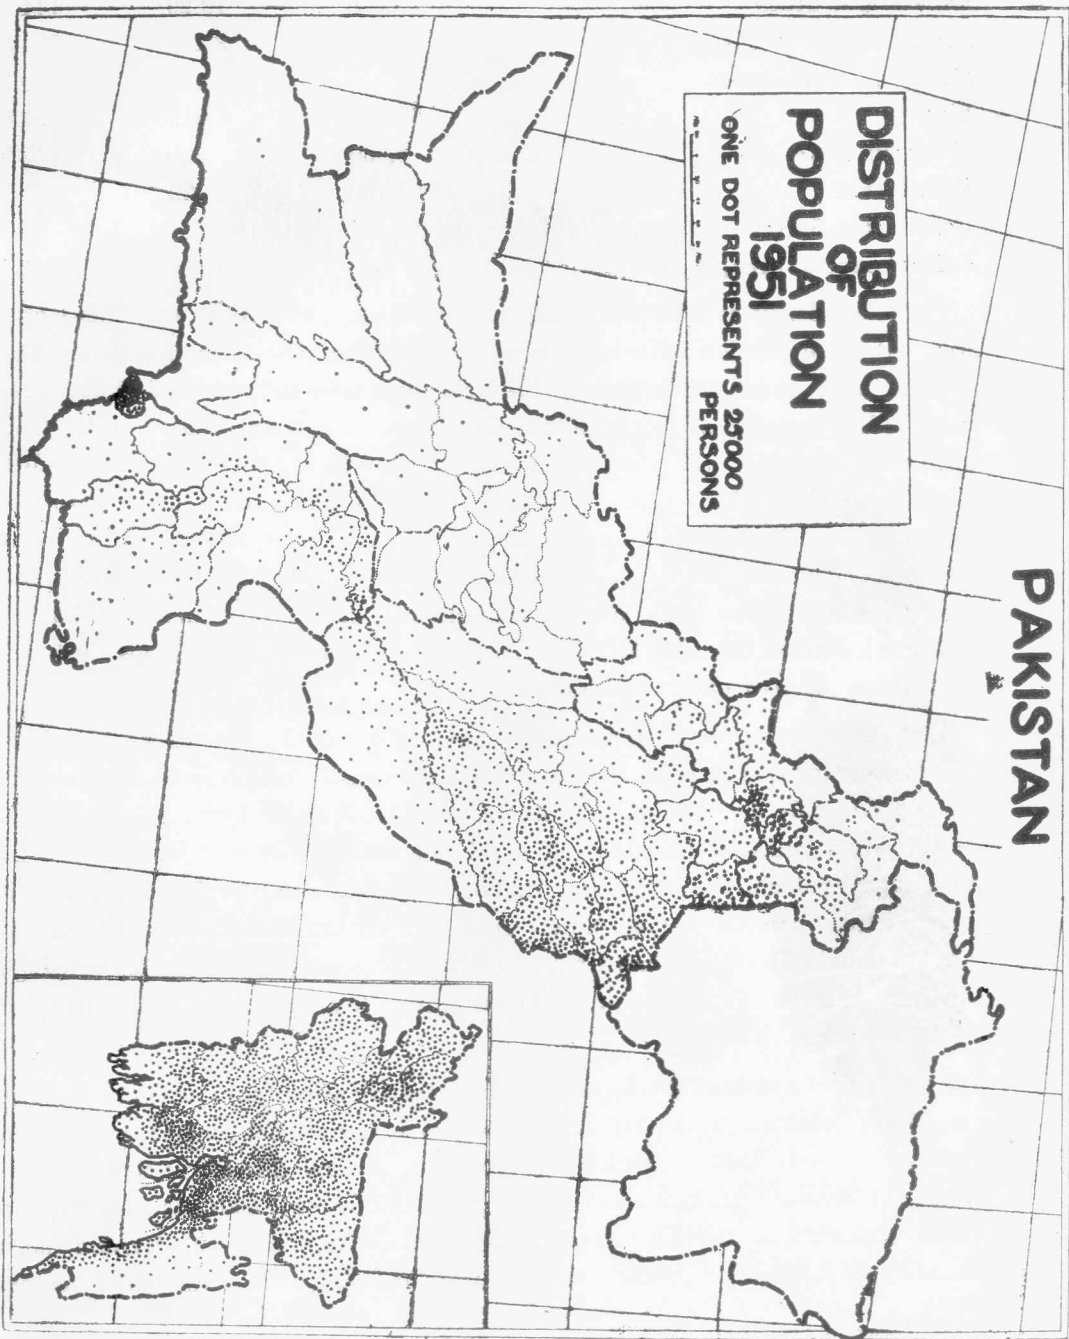 PAKISTAN
DISTRIBUTION
OF
POPULATION
1951
ONE DOT REPRESENTS 25000
PERSONS